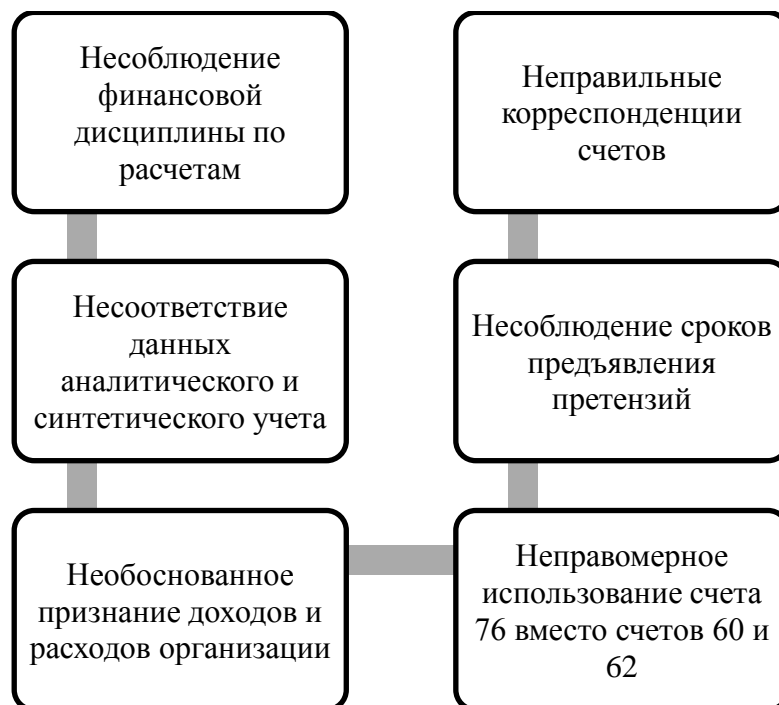 Несоблюдение
финансовой
дисциплины по
расчетам
Несоответствие
данных
аналитического и
синтетического учета
Необоснованное
признание доходов и
расходов организации
Неправомерное
использование счета
76 вместо счетов 60 и
62
Несоблюдение сроков
предъявления
претензий
Неправильные
корреспонденции
счетов